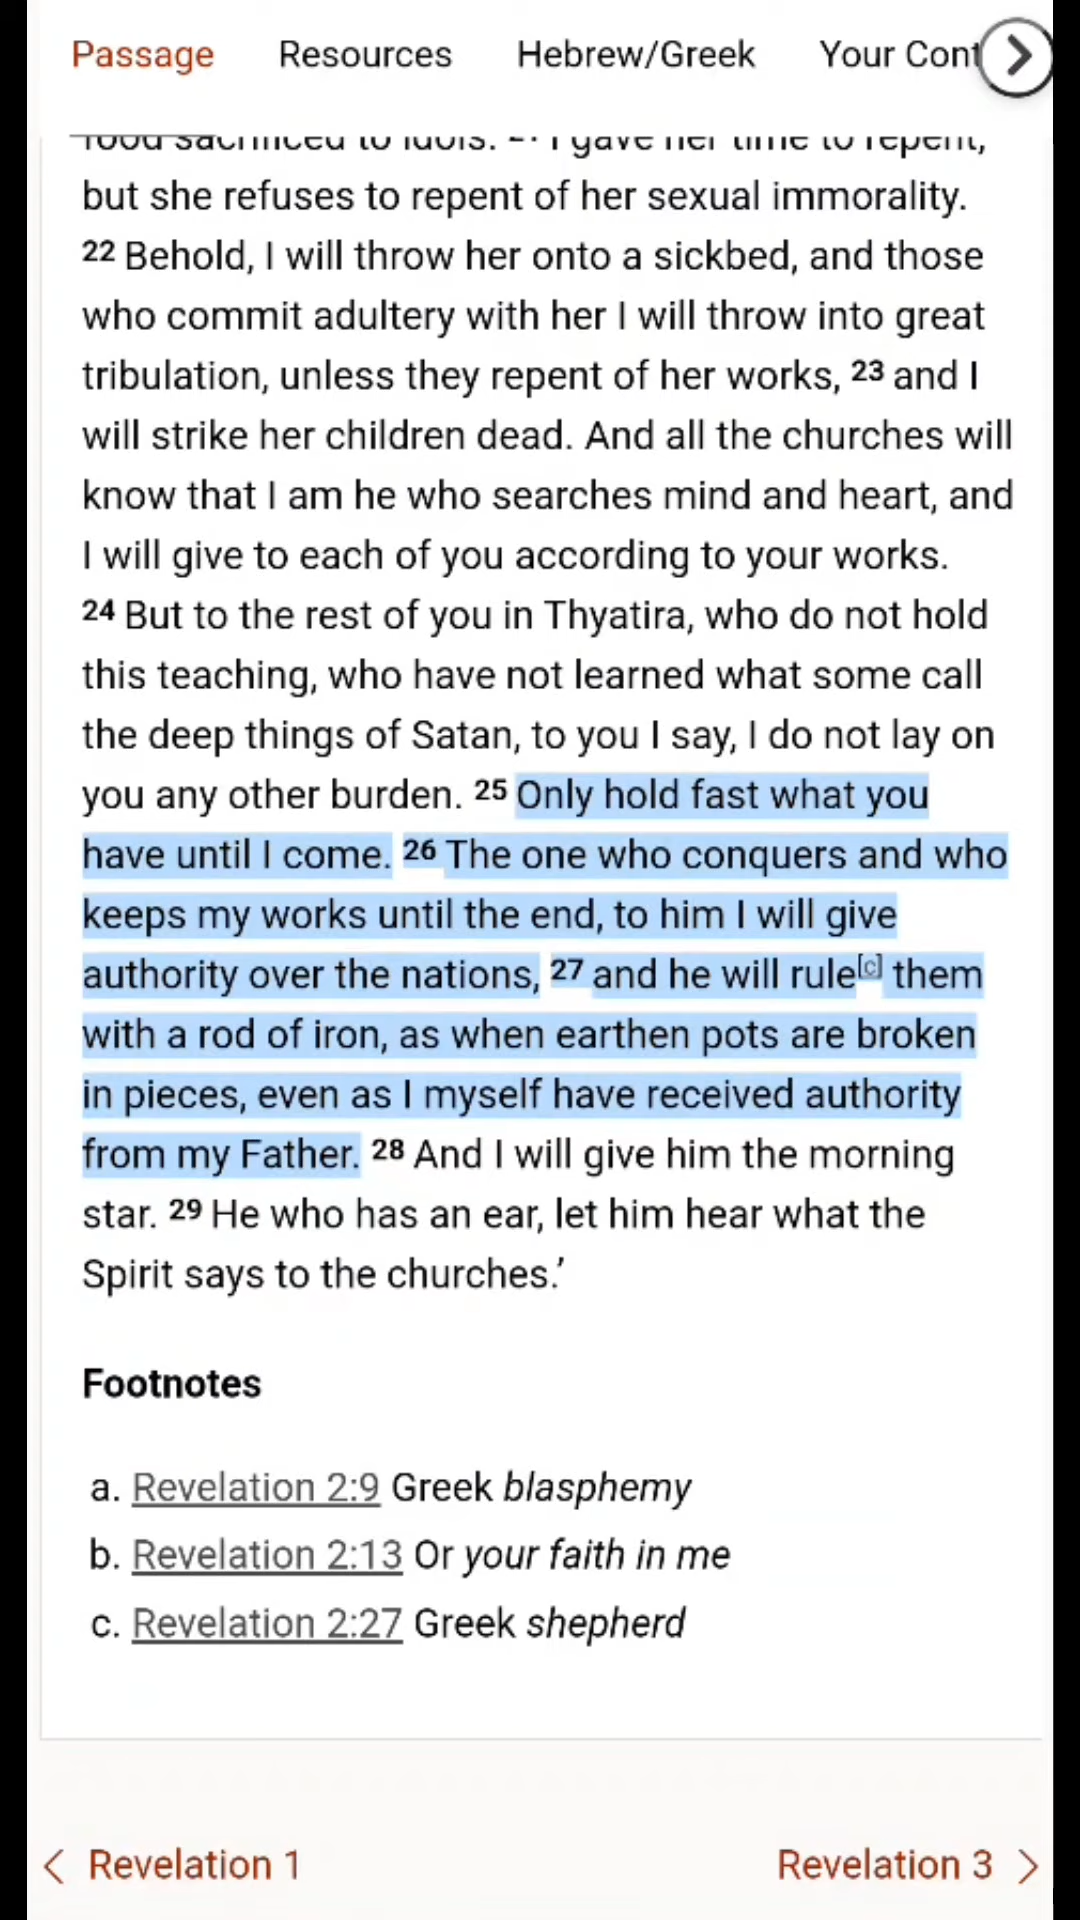 Passage Resources Hebrew/Greek Your Cont
food sacrificed to idols. 21 I gave her time to repent,
but she refuses to repent of her sexual immorality.
22 Behold, I will throw her onto a sickbed, and those
who commit adultery with her I will throw into great
tribulation, unless they repent of her works, 23 and I
will strike her children dead. And all the churches will
know that I am he who searches mind and heart, and
I will give to each of you according to your works.
24 But to the rest of you in Thyatira, who do not hold
this teaching, who have not learned what some call
the deep things of Satan, to you I say, I do not lay on
you any other burden. 25 Only hold fast what you
have until I come. 26 The one who conquers and who
keeps my works until the end, to him I will give
authority over the nations, 27 and he will rule[c] them
with a rod of iron, as when earthen pots are broken
in pieces, even as I myself have received authority
from my Father. 28 And I will give him the morning
star. 29 He who has an ear, let him hear what the
Spirit says to the churches.’
Footnotes
a. Revelation 2:9 Greek blasphemy
b. Revelation 2:13 Or your faith in me
c. Revelation 2:27 Greek shepherd
Revelation 1 Revelation 3